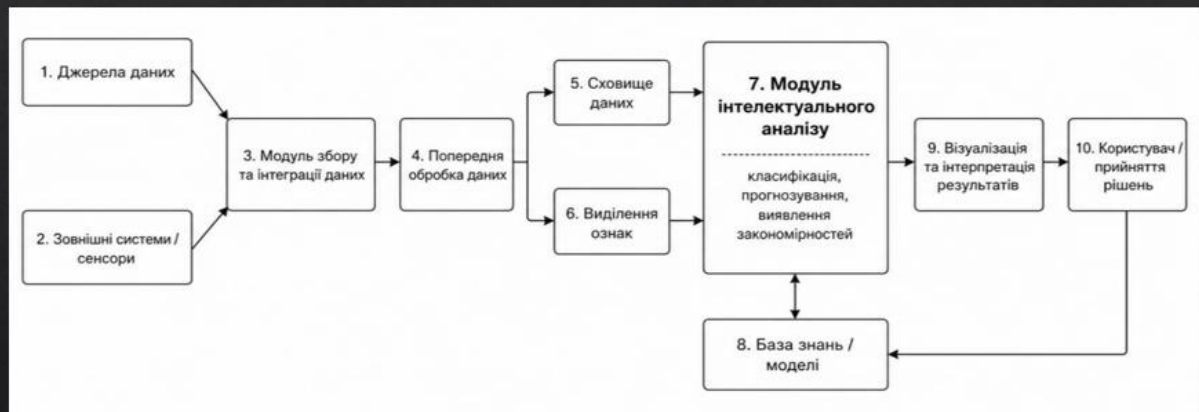 1. Джерела даних
2. Зовнішні системи /
сенсори
3. Модуль збору
та інтеграції даних
4. Попередня
обробка даних
5. Сховище
даних
6. Виділення
ознак
7. Модуль
інтелектуального
аналізу
класифікація,
прогнозування,
виявлення
закономірностей
8. База знань /
моделі
9. Візуалізація
та інтерпретація
результатів
10. Користувач /
прийняття
рішень